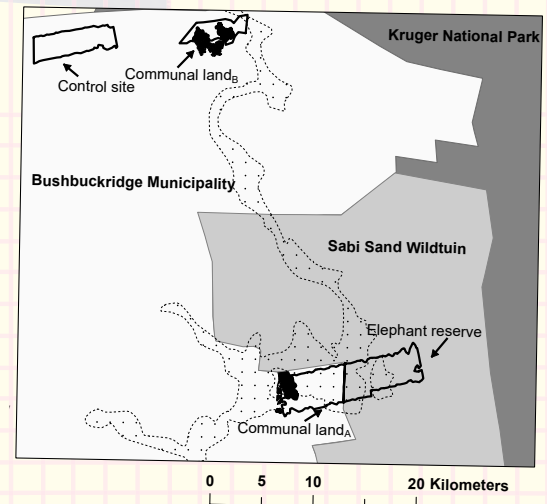 Kruger National Park
Communal land_B
Control site
Bushbuckridge Municipality
Sabi Sand Wildtuin
Elephant reserve
Communal land_A
0 5 10 20 Kilometers